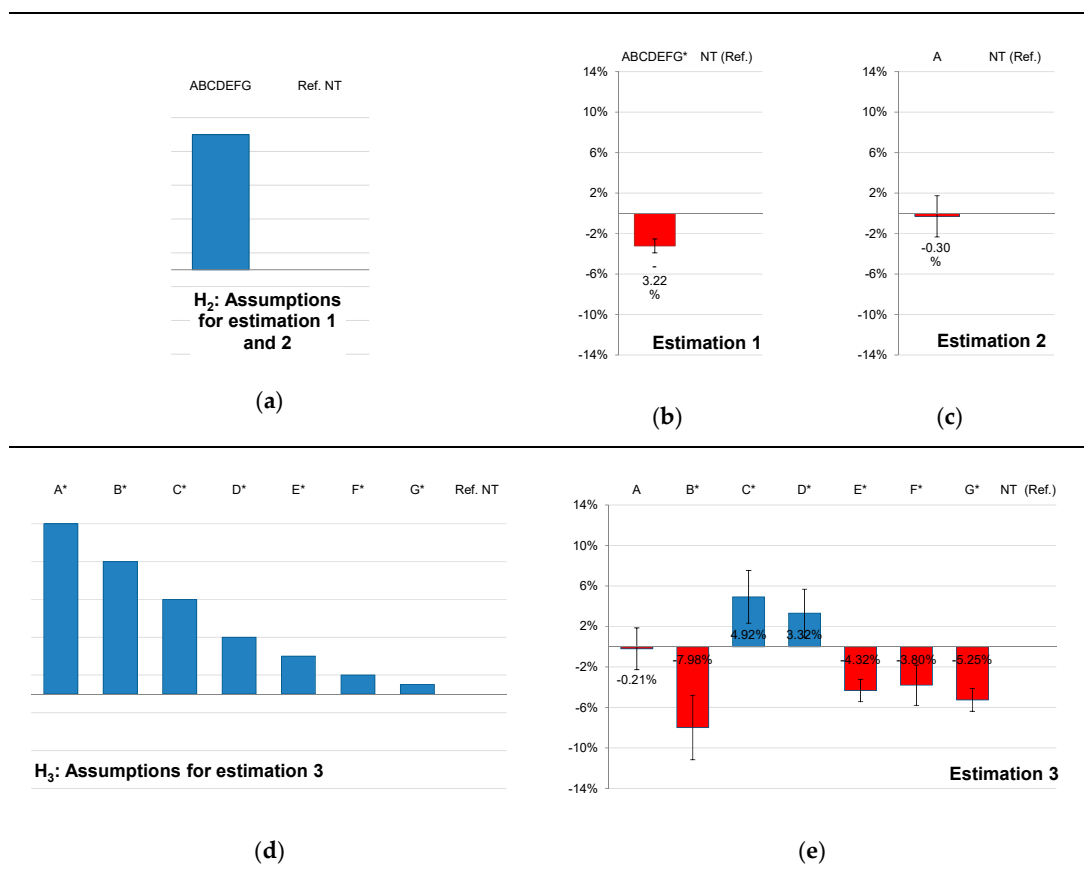 ABCDEFG Ref. NT
H₂: Assumptions
for estimation 1
and 2
(a)
ABCDEFG* NT (Ref.)
14%
10%
6%
2%
-2%
-6%
-10%
-14%
-
3.22
%
Estimation 1
(b)
A NT (Ref.)
14%
10%
6%
2%
-2%
-6%
-10%
-14%
-0.30
%
Estimation 2
(c)
A* B* C* D* E* F* G* Ref. NT
H₃: Assumptions for estimation 3
(d)
A B* C* D* E* F* G* NT (Ref.)
14%
10%
6%
2%
-2%
-6%
-10%
-14%
4.92% 3.32%
-7.98% -4.32% -3.80% -5.25%
-0.21%
Estimation 3
(e)